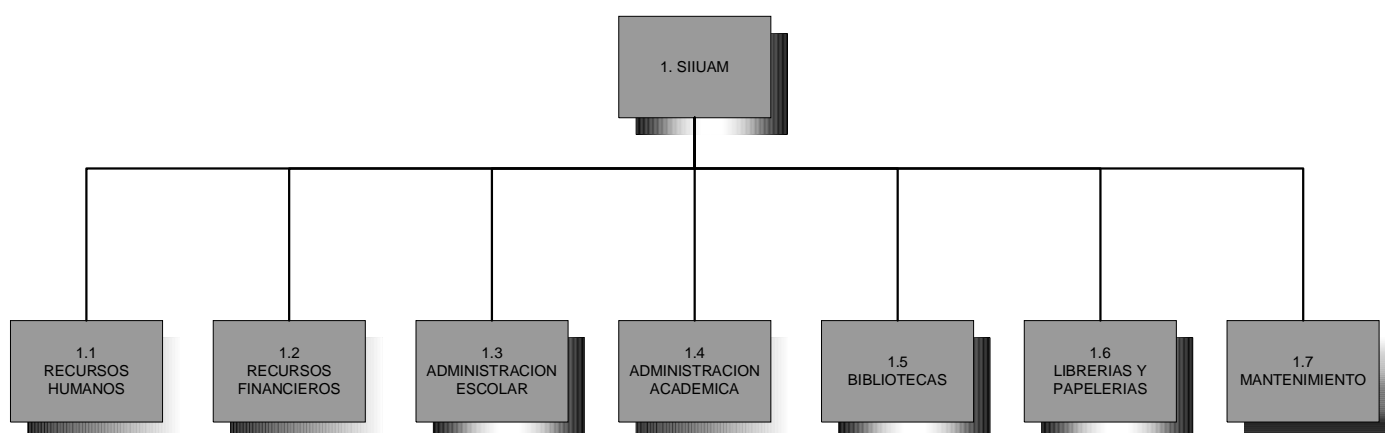 1. SIIUAM
1.1
RECURSOS
HUMANOS
1.2
RECURSOS
FINANCIEROS
1.3
ADMINISTRACION
ESCOLAR
1.4
ADMINISTRACION
ACADEMICA
1.5
BIBLIOTECAS
1.6
LIBRERIAS Y
PAPELERIAS
1.7
MANTENIMIENTO